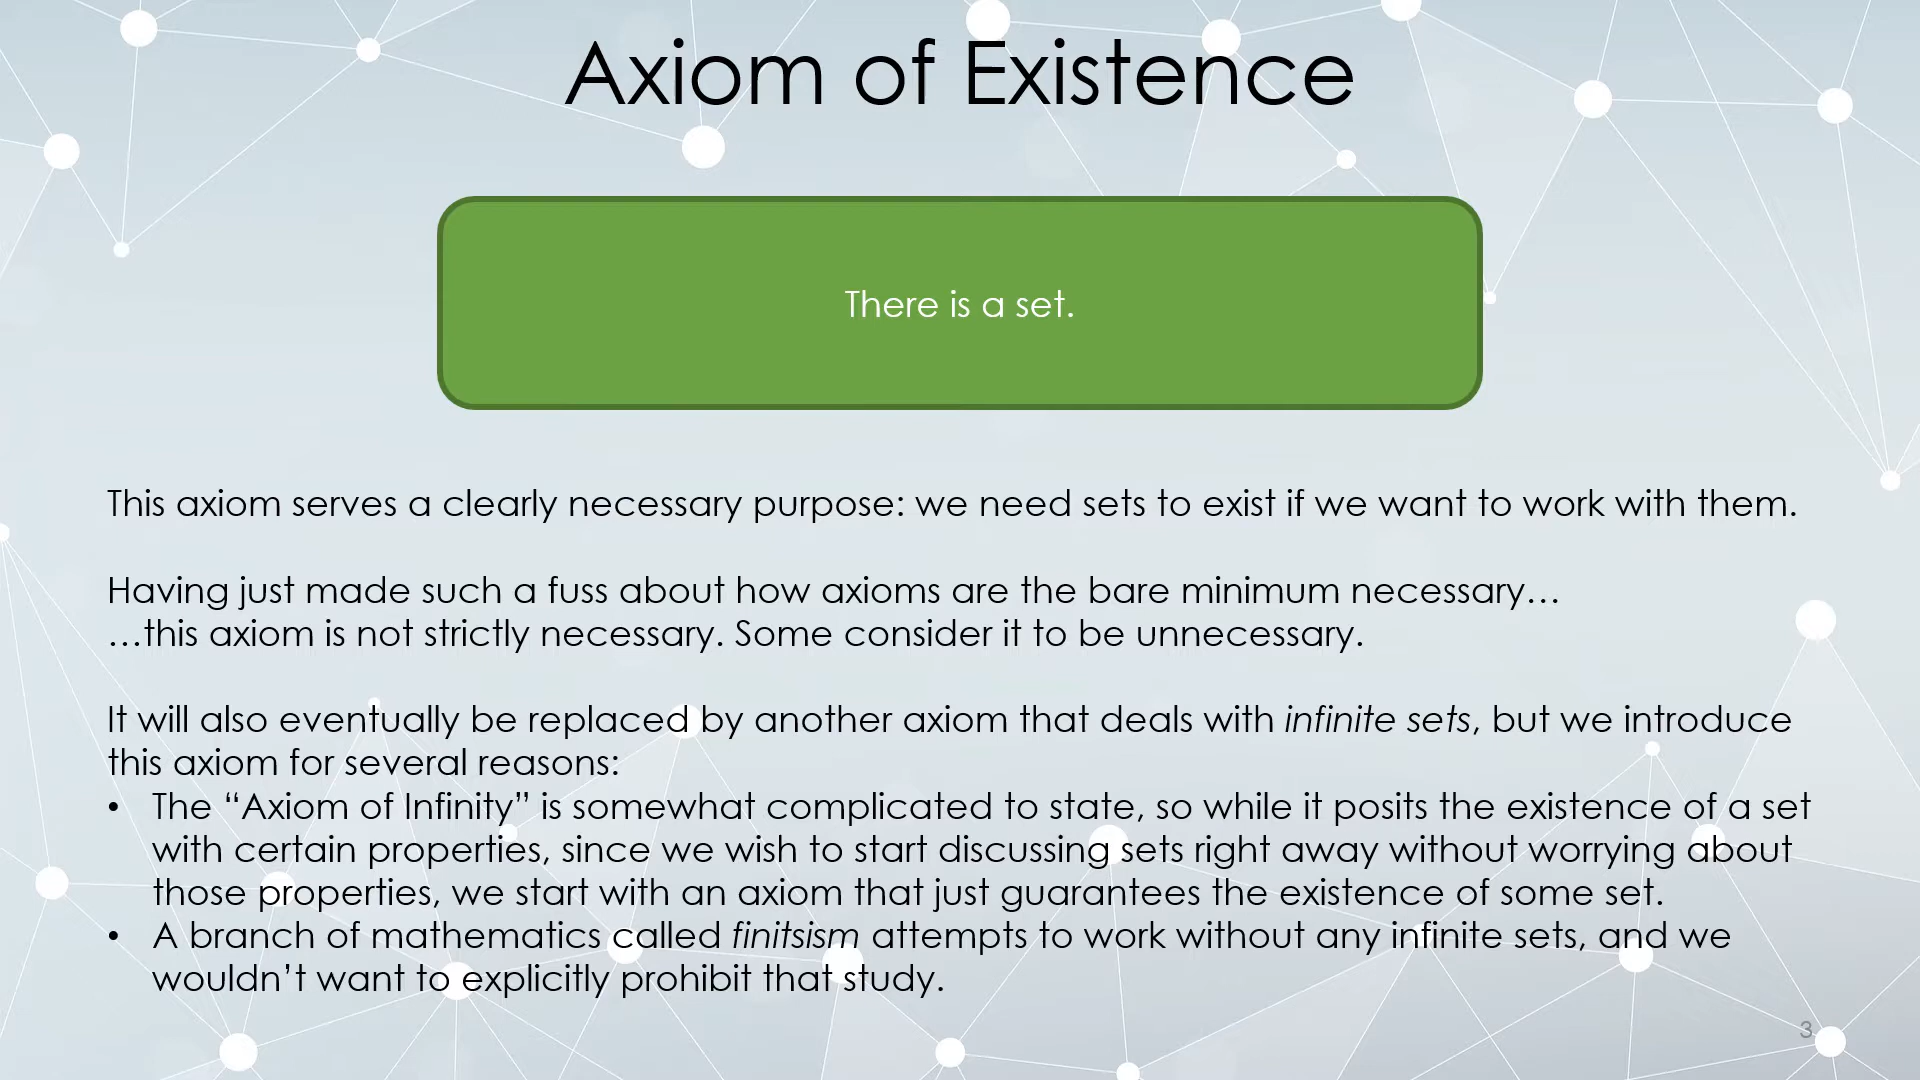 Axiom of Existence
There is a set.
This axiom serves a clearly necessary purpose: we need sets to exist if we want to work with them.
Having just made such a fuss about how axioms are the bare minimum necessary…
…this axiom is not strictly necessary. Some consider it to be unnecessary.
It will also eventually be replaced by another axiom that deals with infinite sets, but we introduce
this axiom for several reasons:
• The “Axiom of Infinity” is somewhat complicated to state, so while it posits the existence of a set
with certain properties, since we wish to start discussing sets right away without worrying about
those properties, we start with an axiom that just guarantees the existence of some set.
• A branch of mathematics called finitsism attempts to work without any infinite sets, and we
wouldn’t want to explicitly prohibit that study.
3